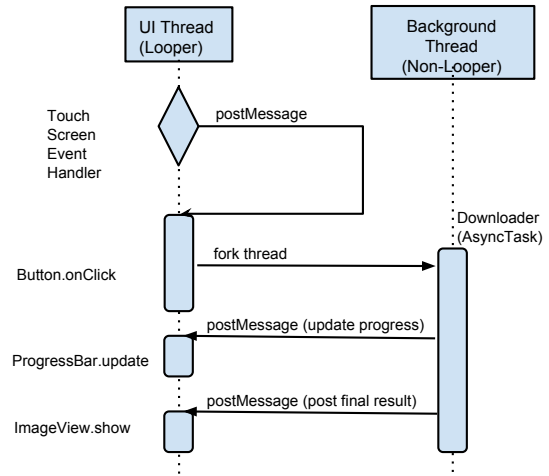 UI Thread
(Looper)
Background
Thread
(Non-Looper)
Touch
Screen
Event
Handler
postMessage
Downloader
(AsyncTask)
Button.onClick
fork thread
postMessage (update progress)
ProgressBar.update
postMessage (post final result)
ImageView.show